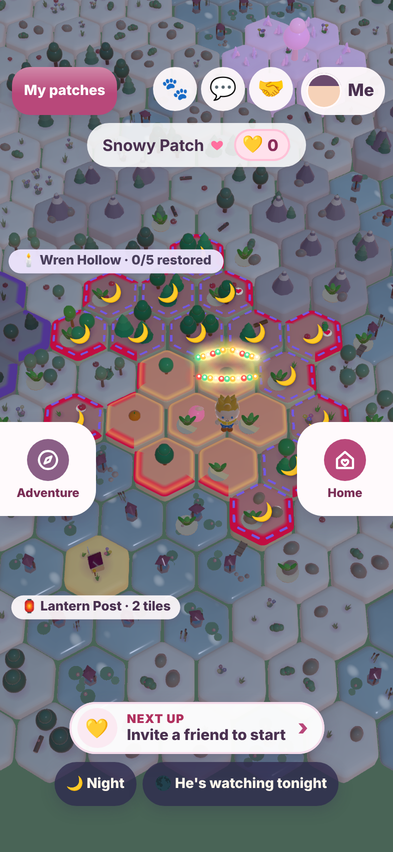 My patches
Me
Snowy Patch
0
Wren Hollow · 0/5 restored
Adventure
Home
Lantern Post · 2 tiles
NEXT UP
Invite a friend to start
Night
He's watching tonight